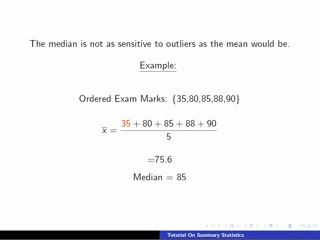 The median is not as sensitive to outliers as the mean would be.
Example:
Ordered Exam Marks: {35,80,85,88,90}
x̅ = (35 + 80 + 85 + 88 + 90) / 5
=75.6
Median = 85
Tutorial On Summary Statistics